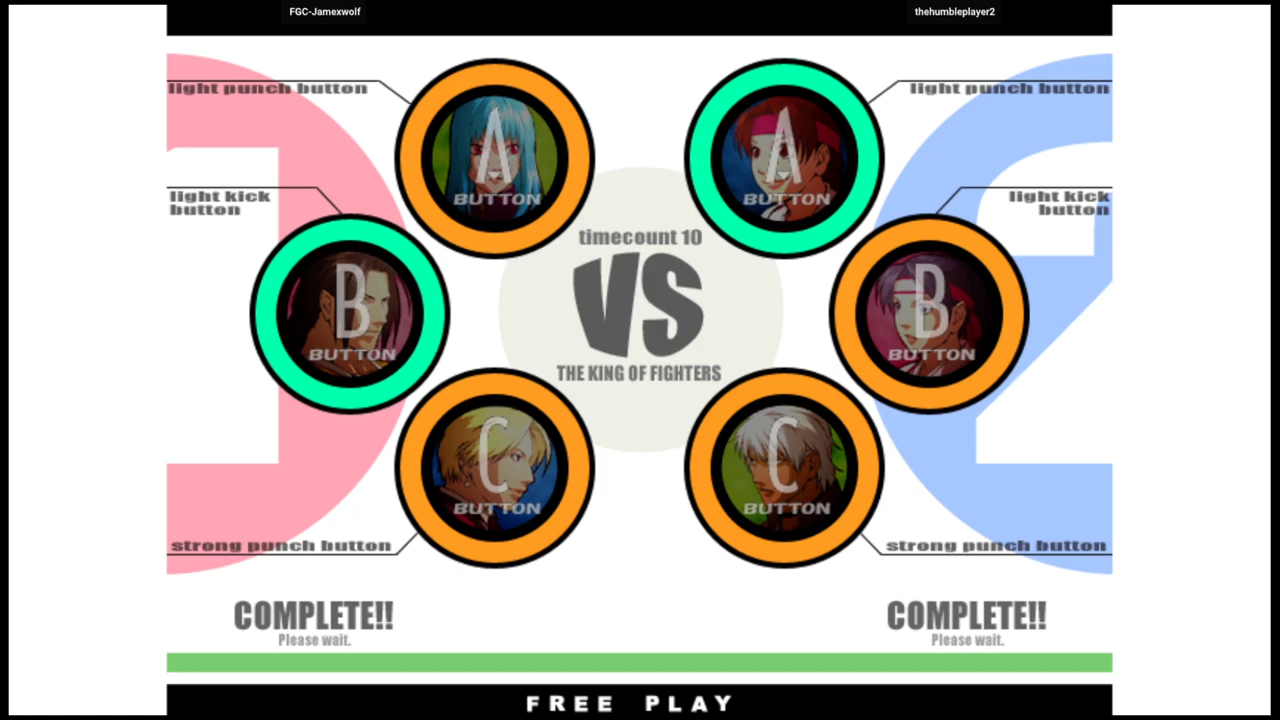 FGC-Jamexwolf
thehumbleplayer2
light punch button
A
BUTTON
A
BUTTON
light punch button
light kick
button
B
BUTTON
timecount 10
VS
THE KING OF FIGHTERS
light kick
button
B
BUTTON
C
BUTTON
C
BUTTON
strong punch button
strong punch button
1
2
COMPLETE!!
Please wait.
COMPLETE!!
Please wait.
FREE PLAY